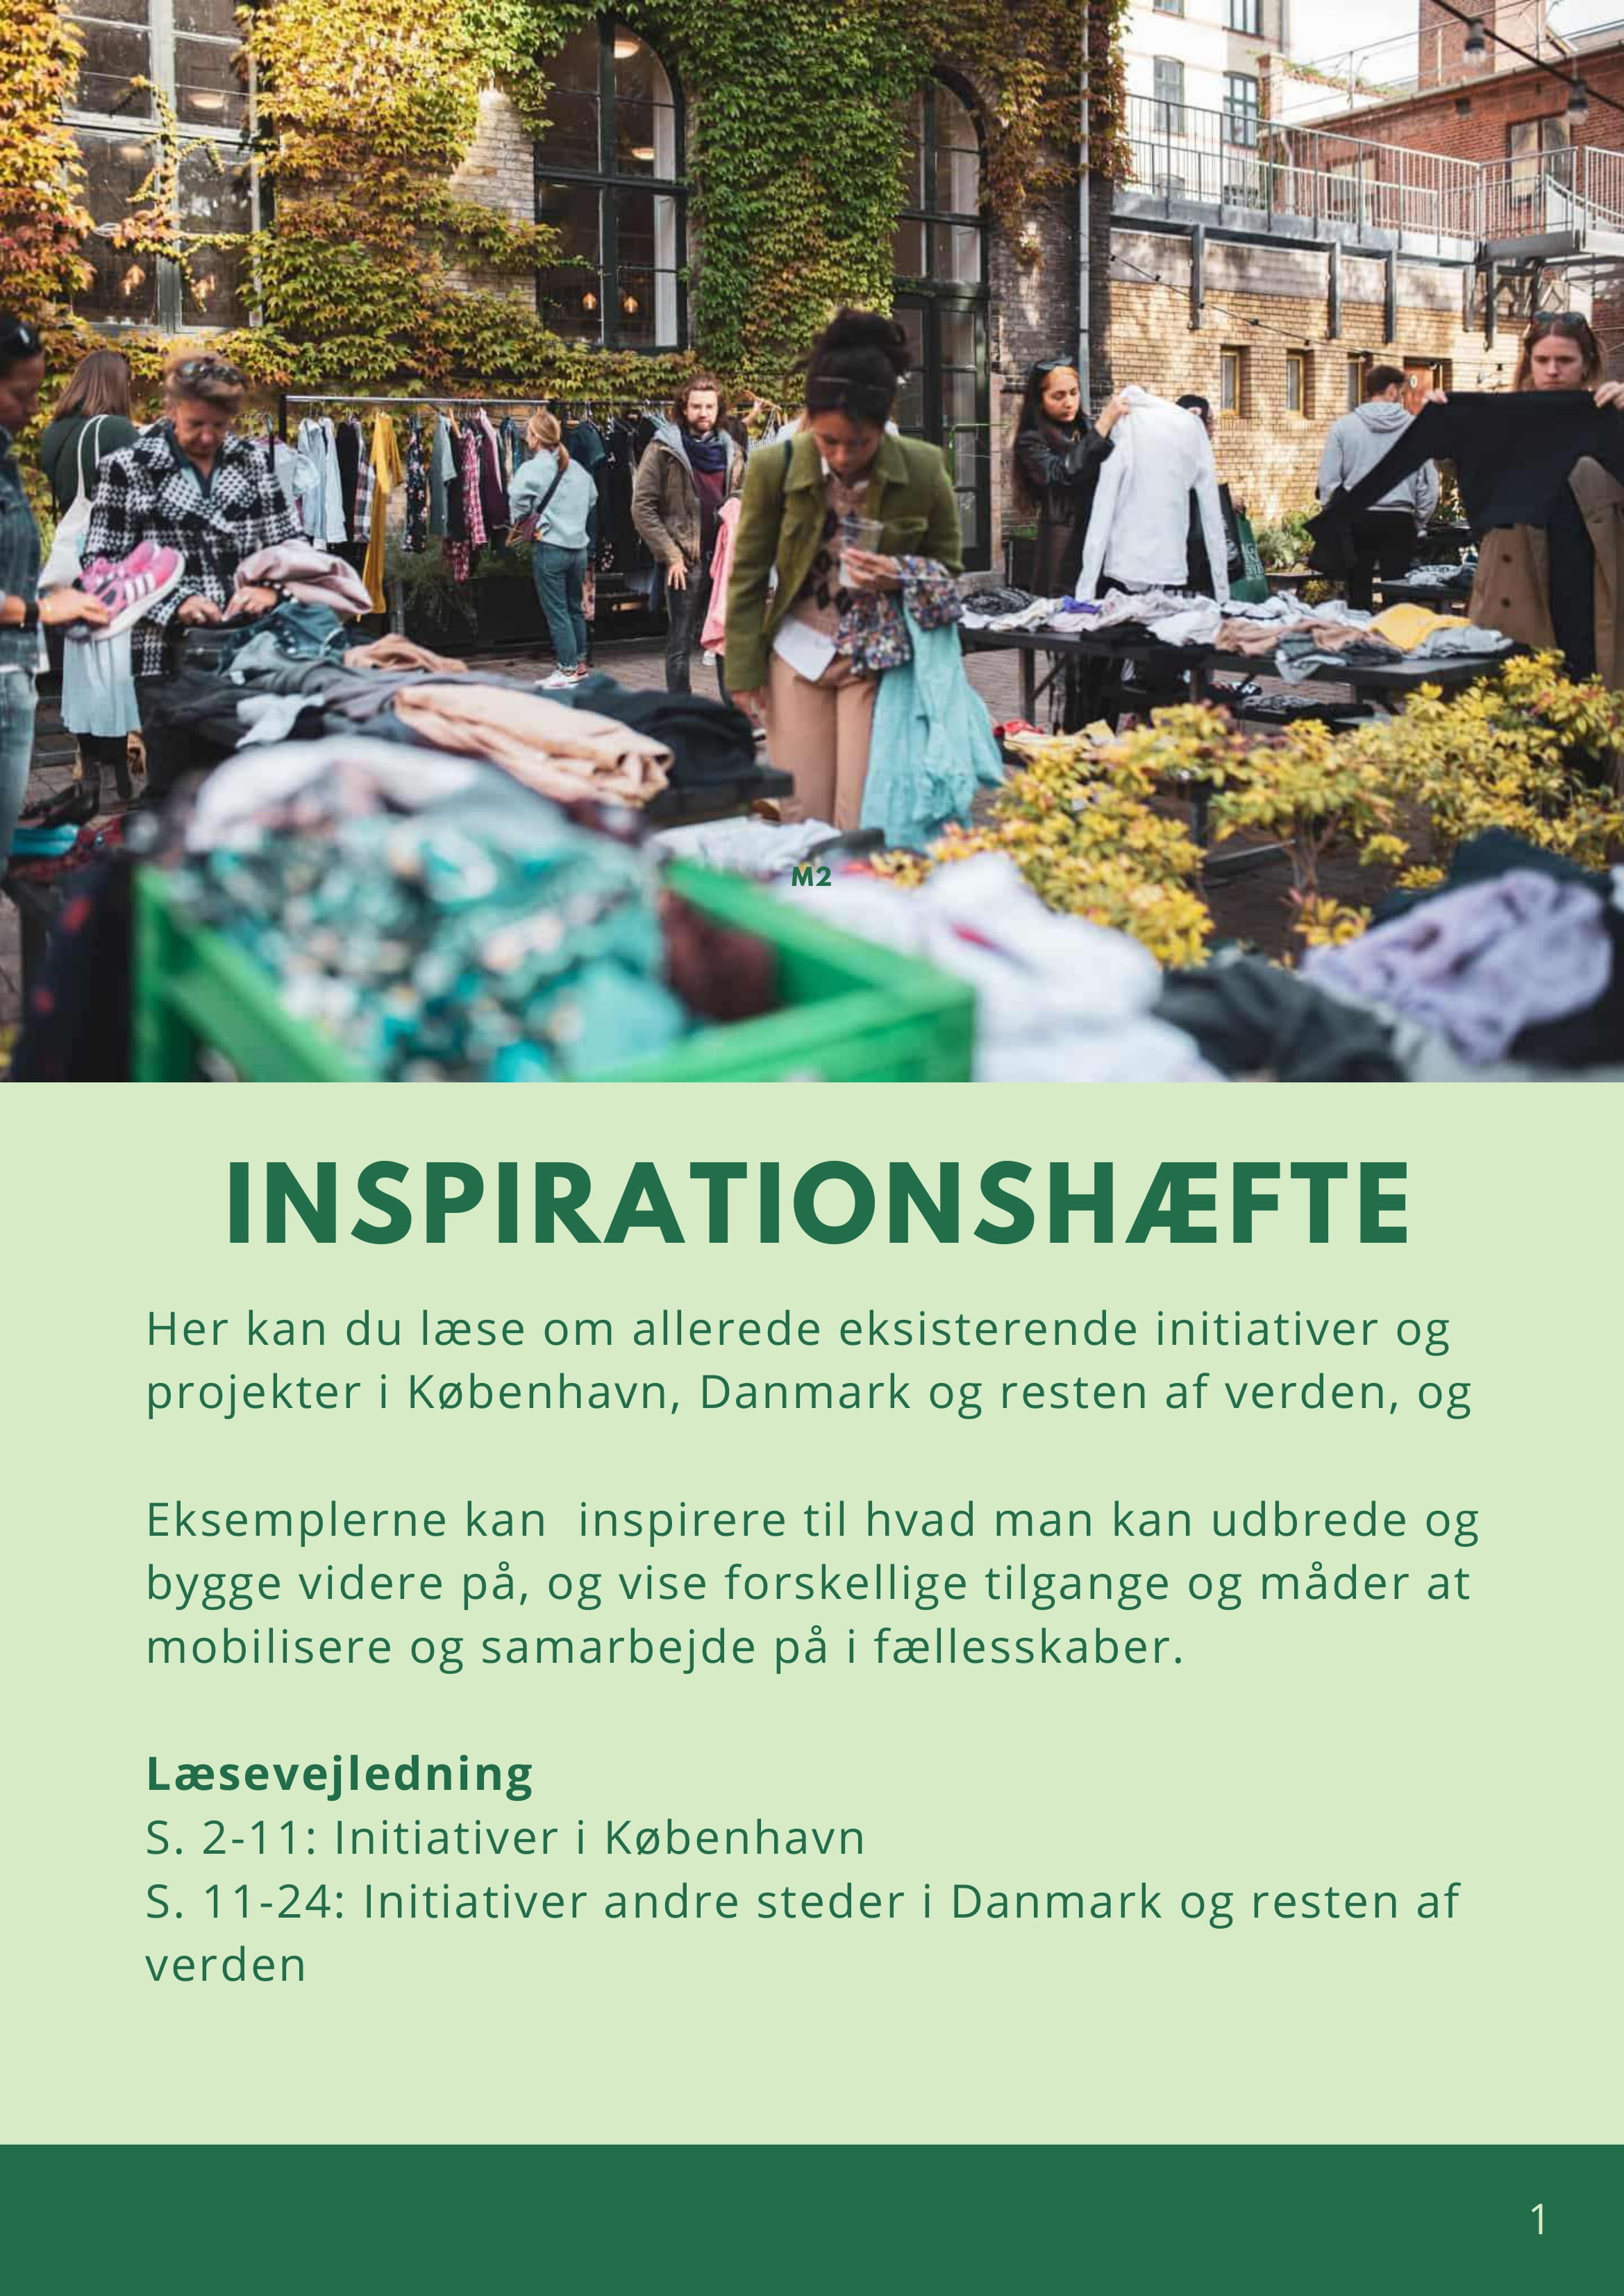 M2
INSPIRATIONSHÆFTE
Her kan du læse om allerede eksisterende initiativer og
projekter i København, Danmark og resten af verden, og
Eksemplerne kan  inspirere til hvad man kan udbrede og
bygge videre på, og vise forskellige tilgange og måder at
mobilisere og samarbejde på i fællesskaber.
Læsevejledning
S. 2-11: Initiativer i København
S. 11-24: Initiativer andre steder i Danmark og resten af
verden
1